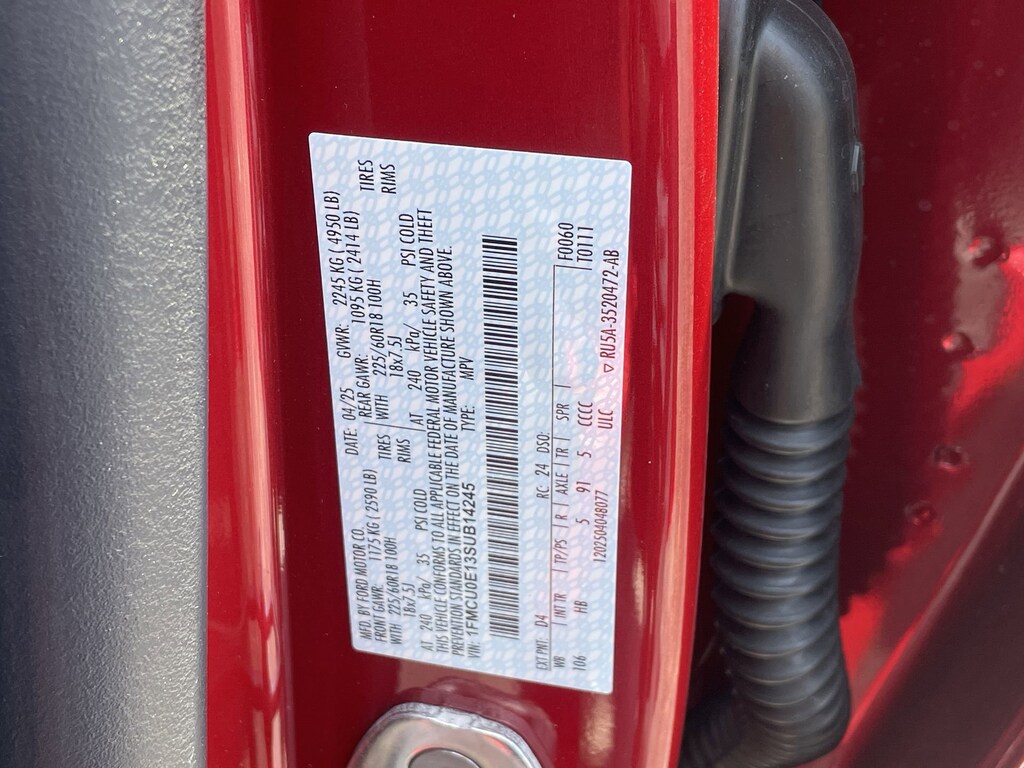 MFD. BY FORD MOTOR CO.
DATE: 04/25 GVWR: 2245 KG ( 4950 LB)
FRONT GAWR: 1175 KG ( 2590 LB) REAR GAWR: 1095 KG ( 2414 LB)
WITH 225/60R18 100H TIRES WITH 225/60R18 100H TIRES
18x7.5J RIMS 18x7.5J RIMS
AT 240 kPa/ 35 PSI COLD AT 240 kPa/ 35 PSI COLD
THIS VEHICLE CONFORMS TO ALL APPLICABLE FEDERAL MOTOR VEHICLE SAFETY AND THEFT
PREVENTION STANDARDS IN EFFECT ON THE DATE OF MANUFACTURE SHOWN ABOVE.
VIN: 1FMCU0E13SUB14245 TYPE: MPV
EXT PNT: D4 RC: 24 DSO: F0060
WB INT TR TP/PS R AXLE TR SPR T0111
106 HB 5 91 5 CCCC
1202504048077 ULC ▽ RU5A-3520472-AB